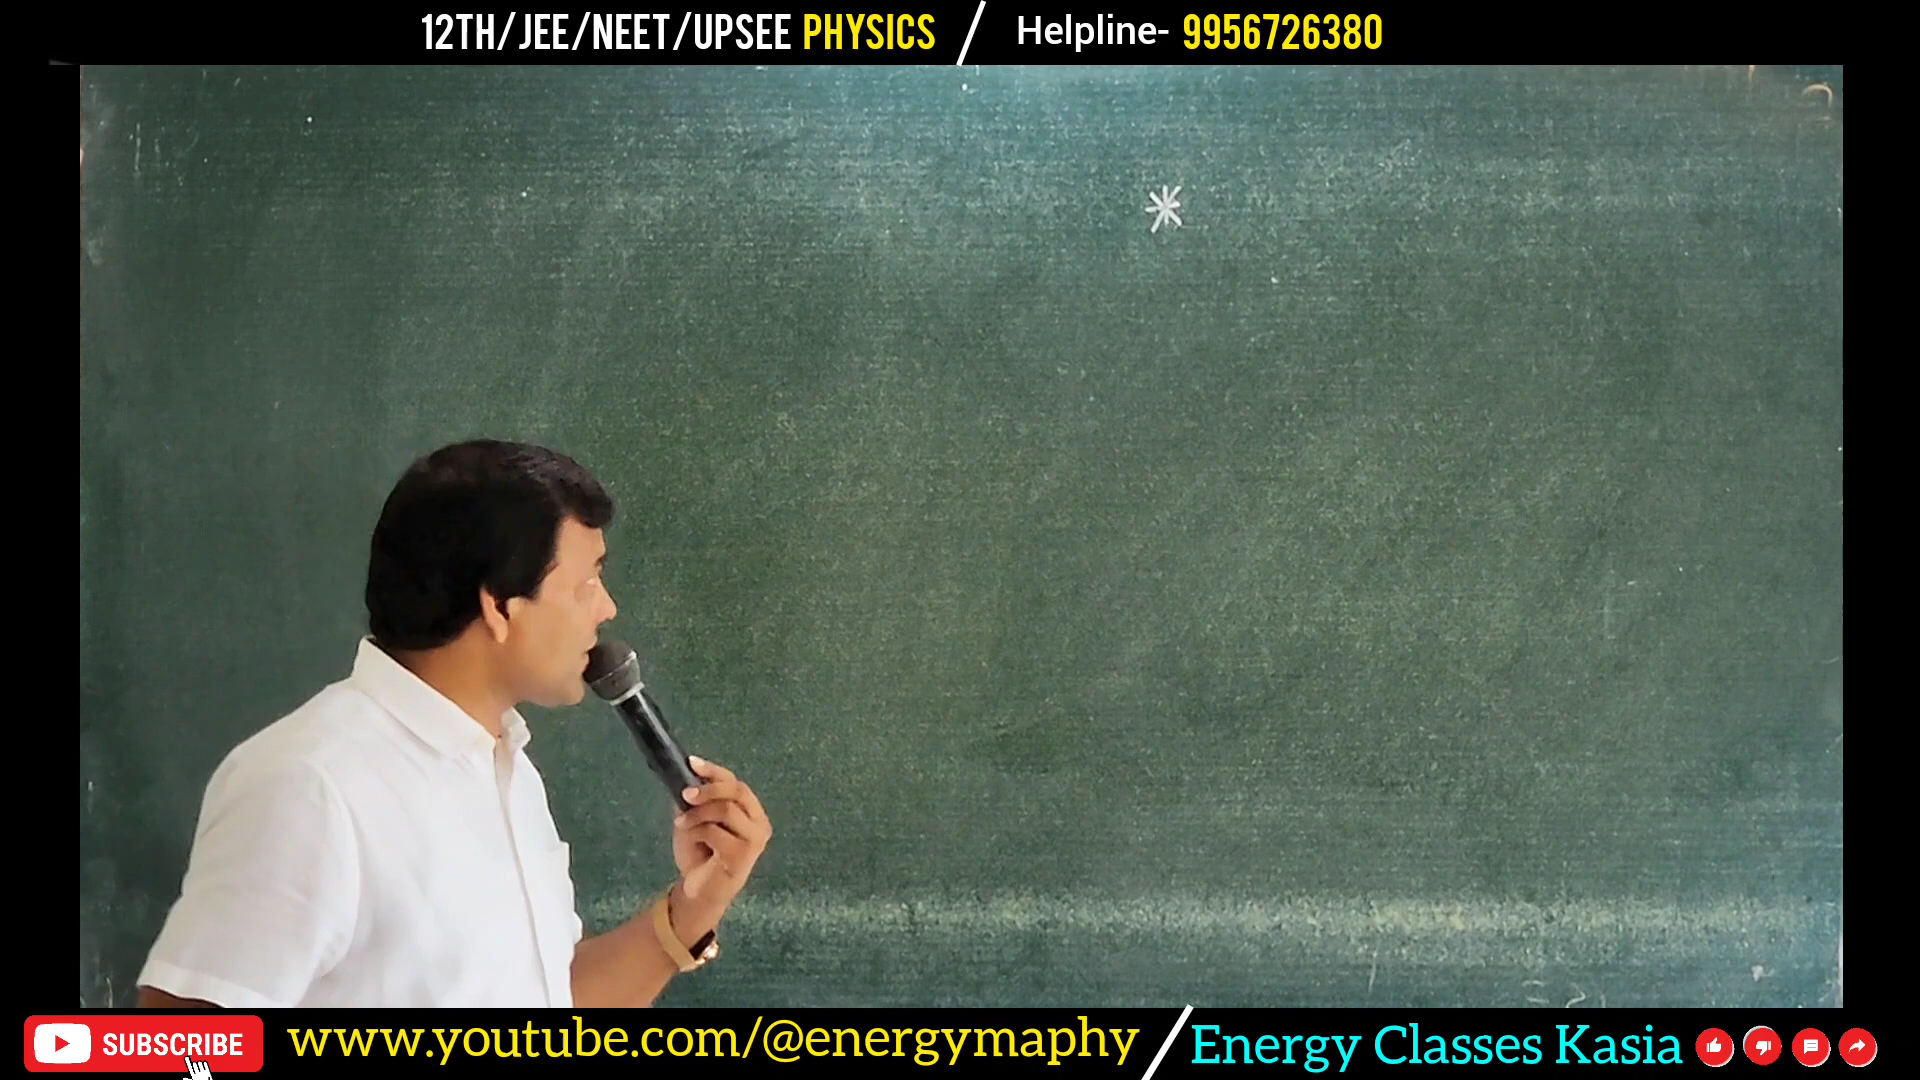 12TH/JEE/NEET/UPSEE PHYSICS / Helpline- 9956726380
*
SUBSCRIBE www.youtube.com/@energymaphy / Energy Classes Kasia